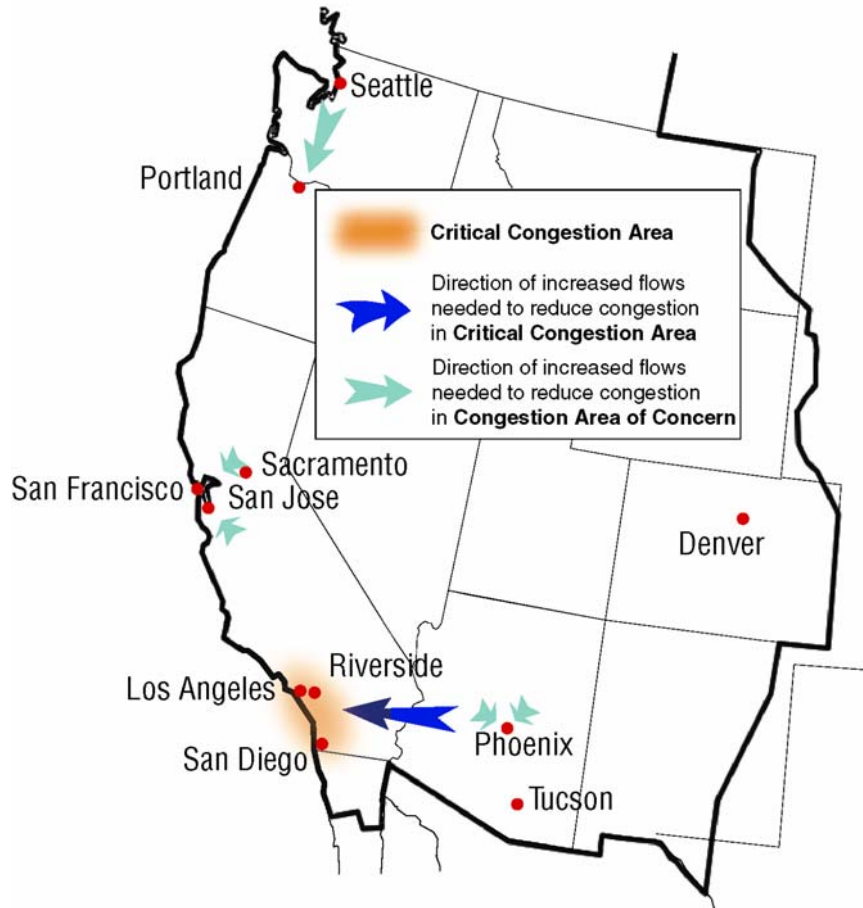 Seattle
Portland
Critical Congestion Area
Direction of increased flows
needed to reduce congestion
in Critical Congestion Area
Direction of increased flows
needed to reduce congestion
in Congestion Area of Concern
Sacramento
San Francisco
San Jose
Denver
Riverside
Los Angeles
Phoenix
San Diego
Tucson